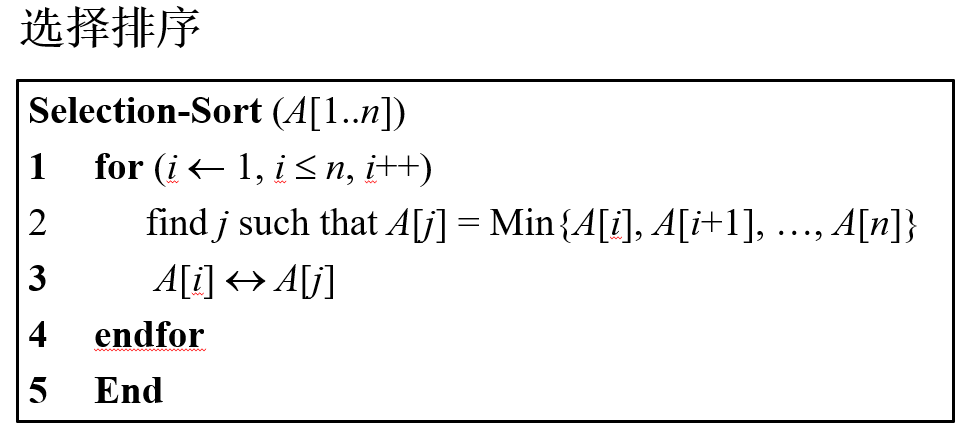 选择排序
Selection-Sort (A[1..n])
1 for (i ← 1, i ≤ n, i++)
2 find j such that A[j] = Min{A[i], A[i+1], …, A[n]}
3 A[i] ↔ A[j]
4 endfor
5 End